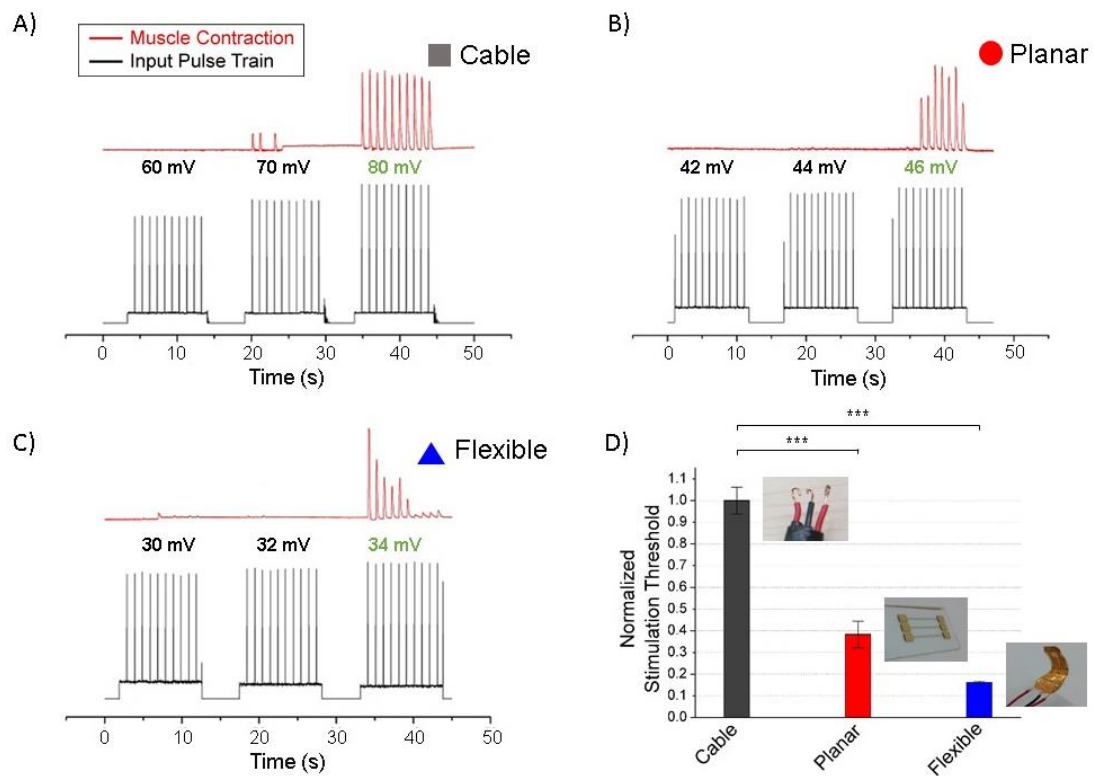 A)
Muscle Contraction
Input Pulse Train
Cable
60 mV 70 mV 80 mV
0 10 20 30 40 50
Time (s)
B)
Planar
42 mV 44 mV 46 mV
0 10 20 30 40 50
Time (s)
C)
Flexible
30 mV 32 mV 34 mV
0 10 20 30 40 50
Time (s)
D)
***
***
Normalized
Stimulation Threshold
1.1
1.0
0.9
0.8
0.7
0.6
0.5
0.4
0.3
0.2
0.1
0.0
Cable Planar Flexible